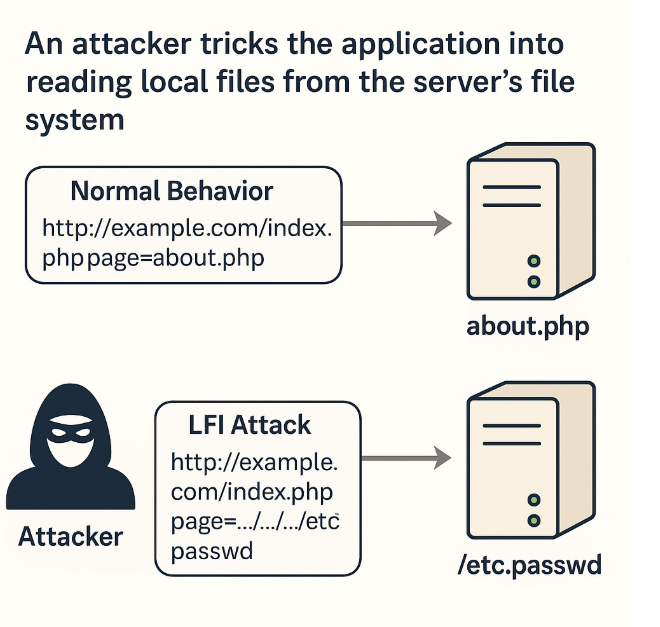 An attacker tricks the application into
reading local files from the server's file
system
Normal Behavior
http://example.com/index.
phppage=about.php
about.php
LFI Attack
http://example.
com/index.php
page=.../.../.../etc
passwd
Attacker
/etc.passwd